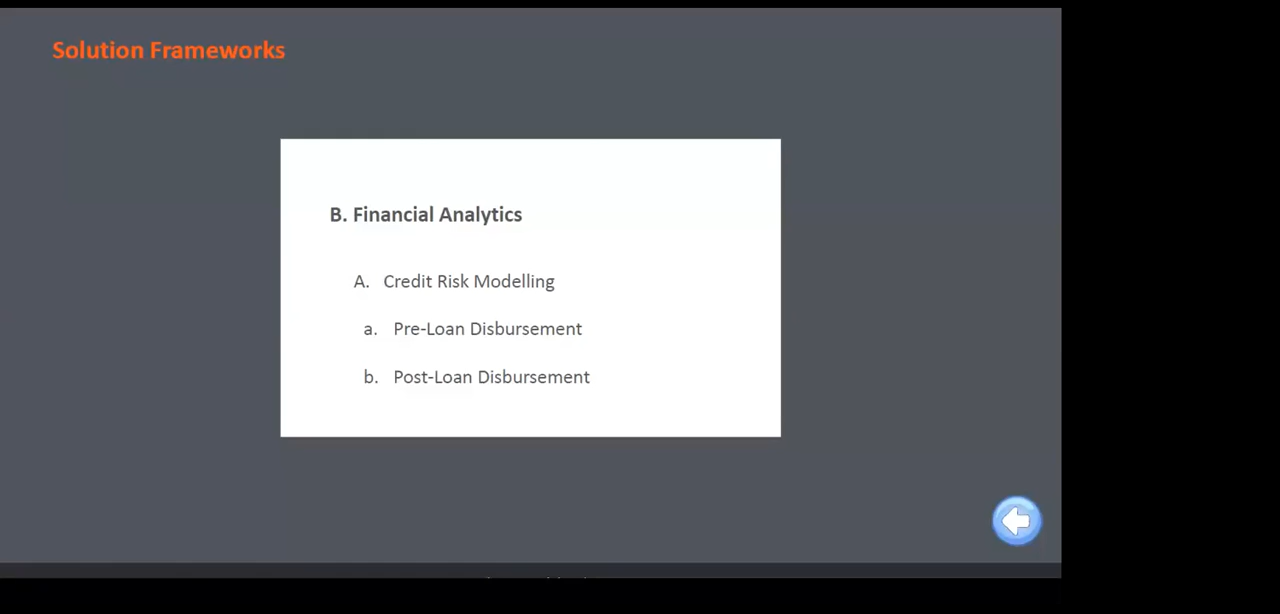 Solution Frameworks
B. Financial Analytics
A. Credit Risk Modelling
a. Pre-Loan Disbursement
b. Post-Loan Disbursement